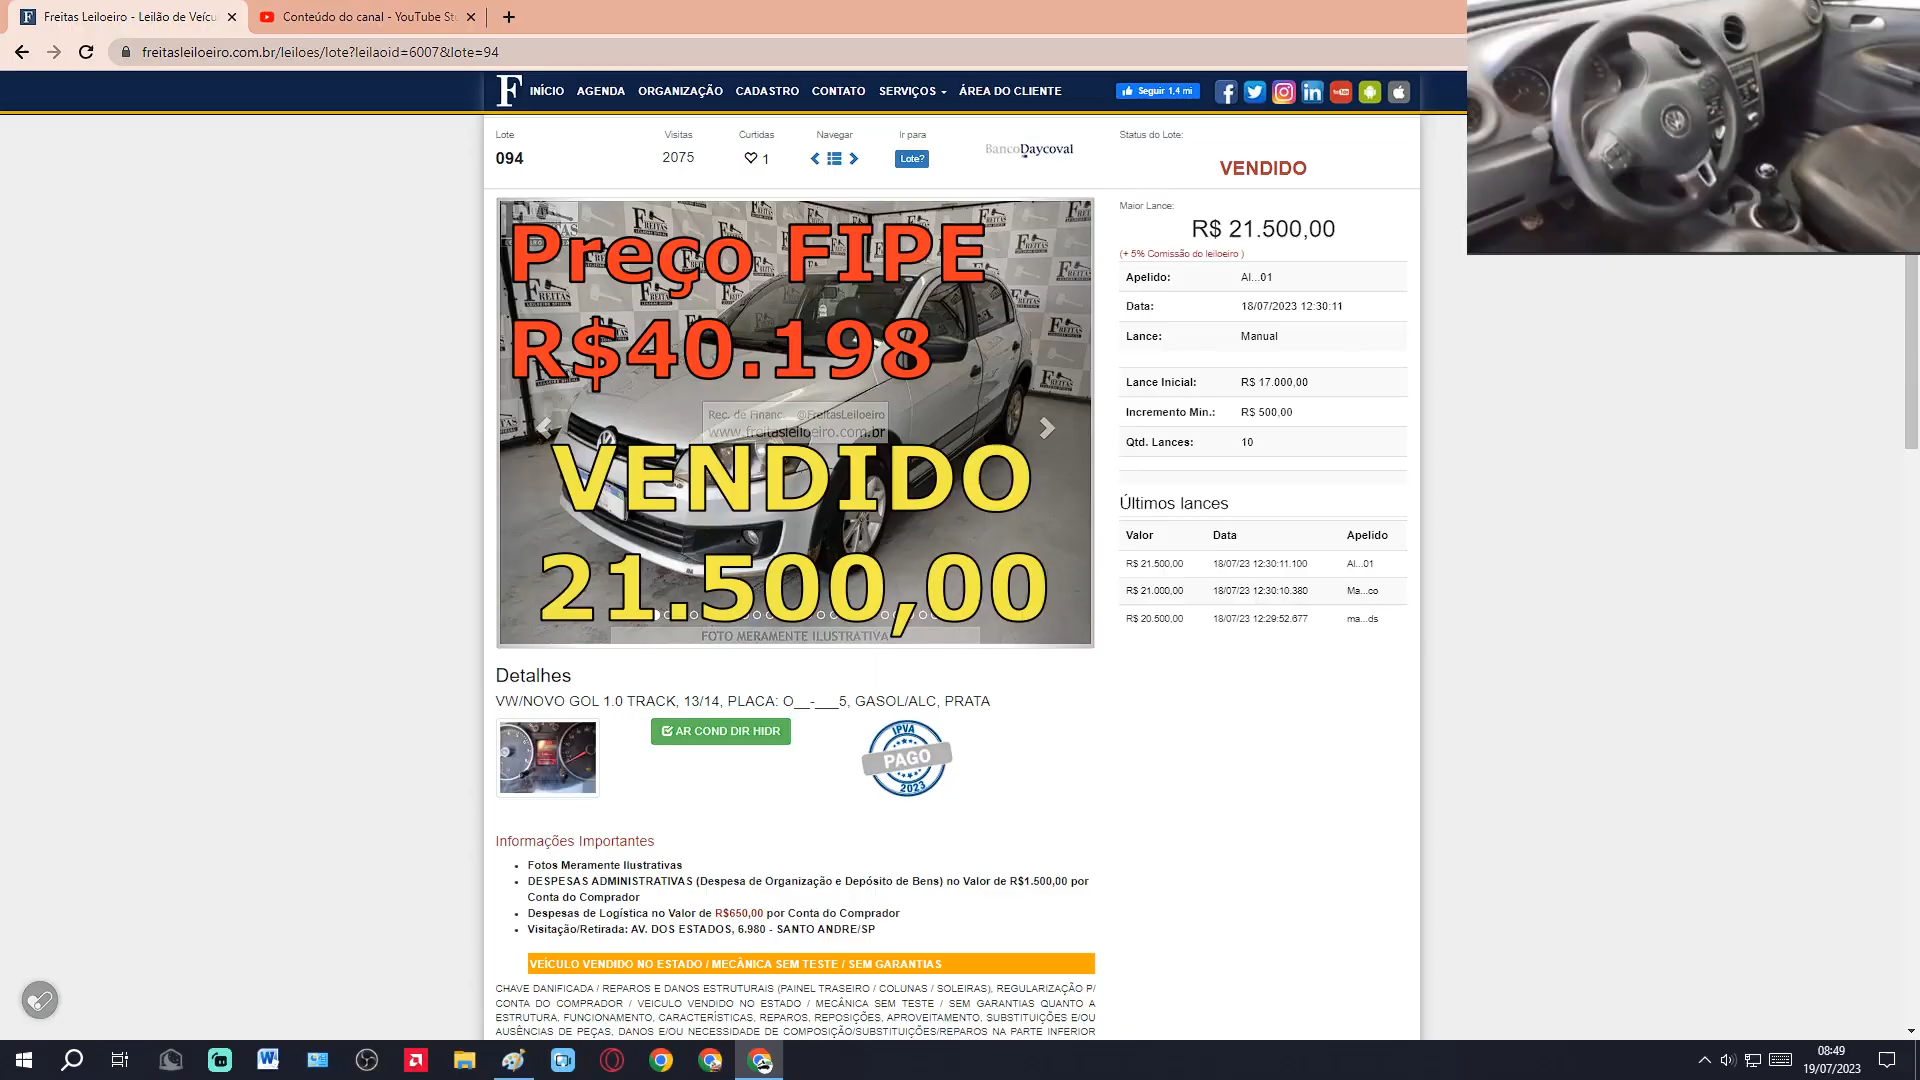 Freitas Leiloeiro - Leilão de Veícu
Conteúdo do canal - YouTube St
freitasleiloeiro.com.br/leiloes/lote?leilaoid=6007&lote=94
F INÍCIO AGENDA ORGANIZAÇÃO CADASTRO CONTATO SERVIÇOS ÁREA DO CLIENTE Seguir 1,4 mi
Lote Visitas Curtidas Navegar Ir para Status do Lote:
094 2075 1 Lote? BancoDaycoval VENDIDO
Preço FIPE
R$40.198
Rec. de Financ. @FreitasLeiloeiro
www.freitasleiloeiro.com.br
VENDIDO
21.500,00
FOTO MERAMENTE ILUSTRATIVA
Maior Lance:
R$ 21.500,00
(+ 5% Comissão do leiloeiro )
Apelido: Al...01
Data: 18/07/2023 12:30:11
Lance: Manual
Lance Inicial: R$ 17.000,00
Incremento Min.: R$ 500,00
Qtd. Lances: 10
Últimos lances
Valor Data Apelido
R$ 21.500,00 18/07/23 12:30:11.100 Al...01
R$ 21.000,00 18/07/23 12:30:10.380 Ma...co
R$ 20.500,00 18/07/23 12:29:52.677 ma...ds
Detalhes
VW/NOVO GOL 1.0 TRACK, 13/14, PLACA: O__-___5, GASOL/ALC, PRATA
AR COND DIR HIDR
IPVA
PAGO
2023
Informações Importantes
Fotos Meramente Ilustrativas
DESPESAS ADMINISTRATIVAS (Despesa de Organização e Depósito de Bens) no Valor de R$1.500,00 por
Conta do Comprador
Despesas de Logística no Valor de R$650,00 por Conta do Comprador
Visitação/Retirada: AV. DOS ESTADOS, 6.980 - SANTO ANDRE/SP
VEÍCULO VENDIDO NO ESTADO / MECÂNICA SEM TESTE / SEM GARANTIAS
CHAVE DANIFICADA / REPAROS E DANOS ESTRUTURAIS (PAINEL TRASEIRO / COLUNAS / SOLEIRAS), REGULARIZAÇÃO P/
CONTA DO COMPRADOR / VEICULO VENDIDO NO ESTADO / MECÂNICA SEM TESTE / SEM GARANTIAS QUANTO A
ESTRUTURA, FUNCIONAMENTO, CARACTERÍSTICAS, REPAROS, REPOSIÇÕES, APROVEITAMENTO, SUBSTITUIÇÕES E/OU
AUSÊNCIAS DE PEÇAS, DANOS E/OU NECESSIDADE DE COMPOSIÇÃO/SUBSTITUIÇÕES/REPAROS NA PARTE INFERIOR
08:49
19/07/2023